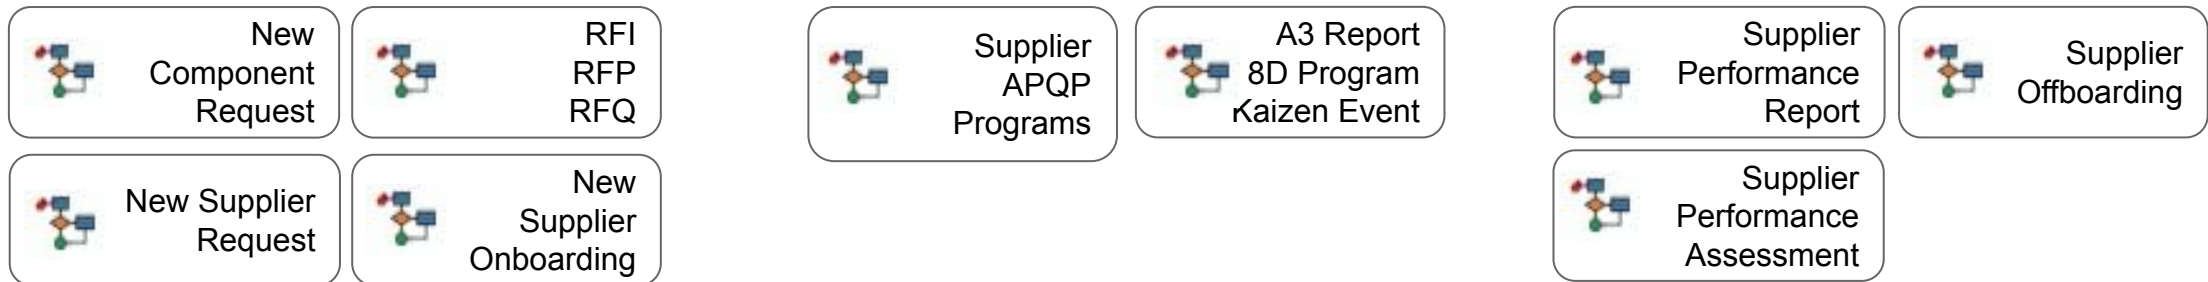 New
Component
Request
RFI
RFP
RFQ
New Supplier
Request
New
Supplier
Onboarding
Supplier
APQP
Programs
A3 Report
8D Program
Kaizen Event
Supplier
Performance
Report
Supplier
Offboarding
Supplier
Performance
Assessment